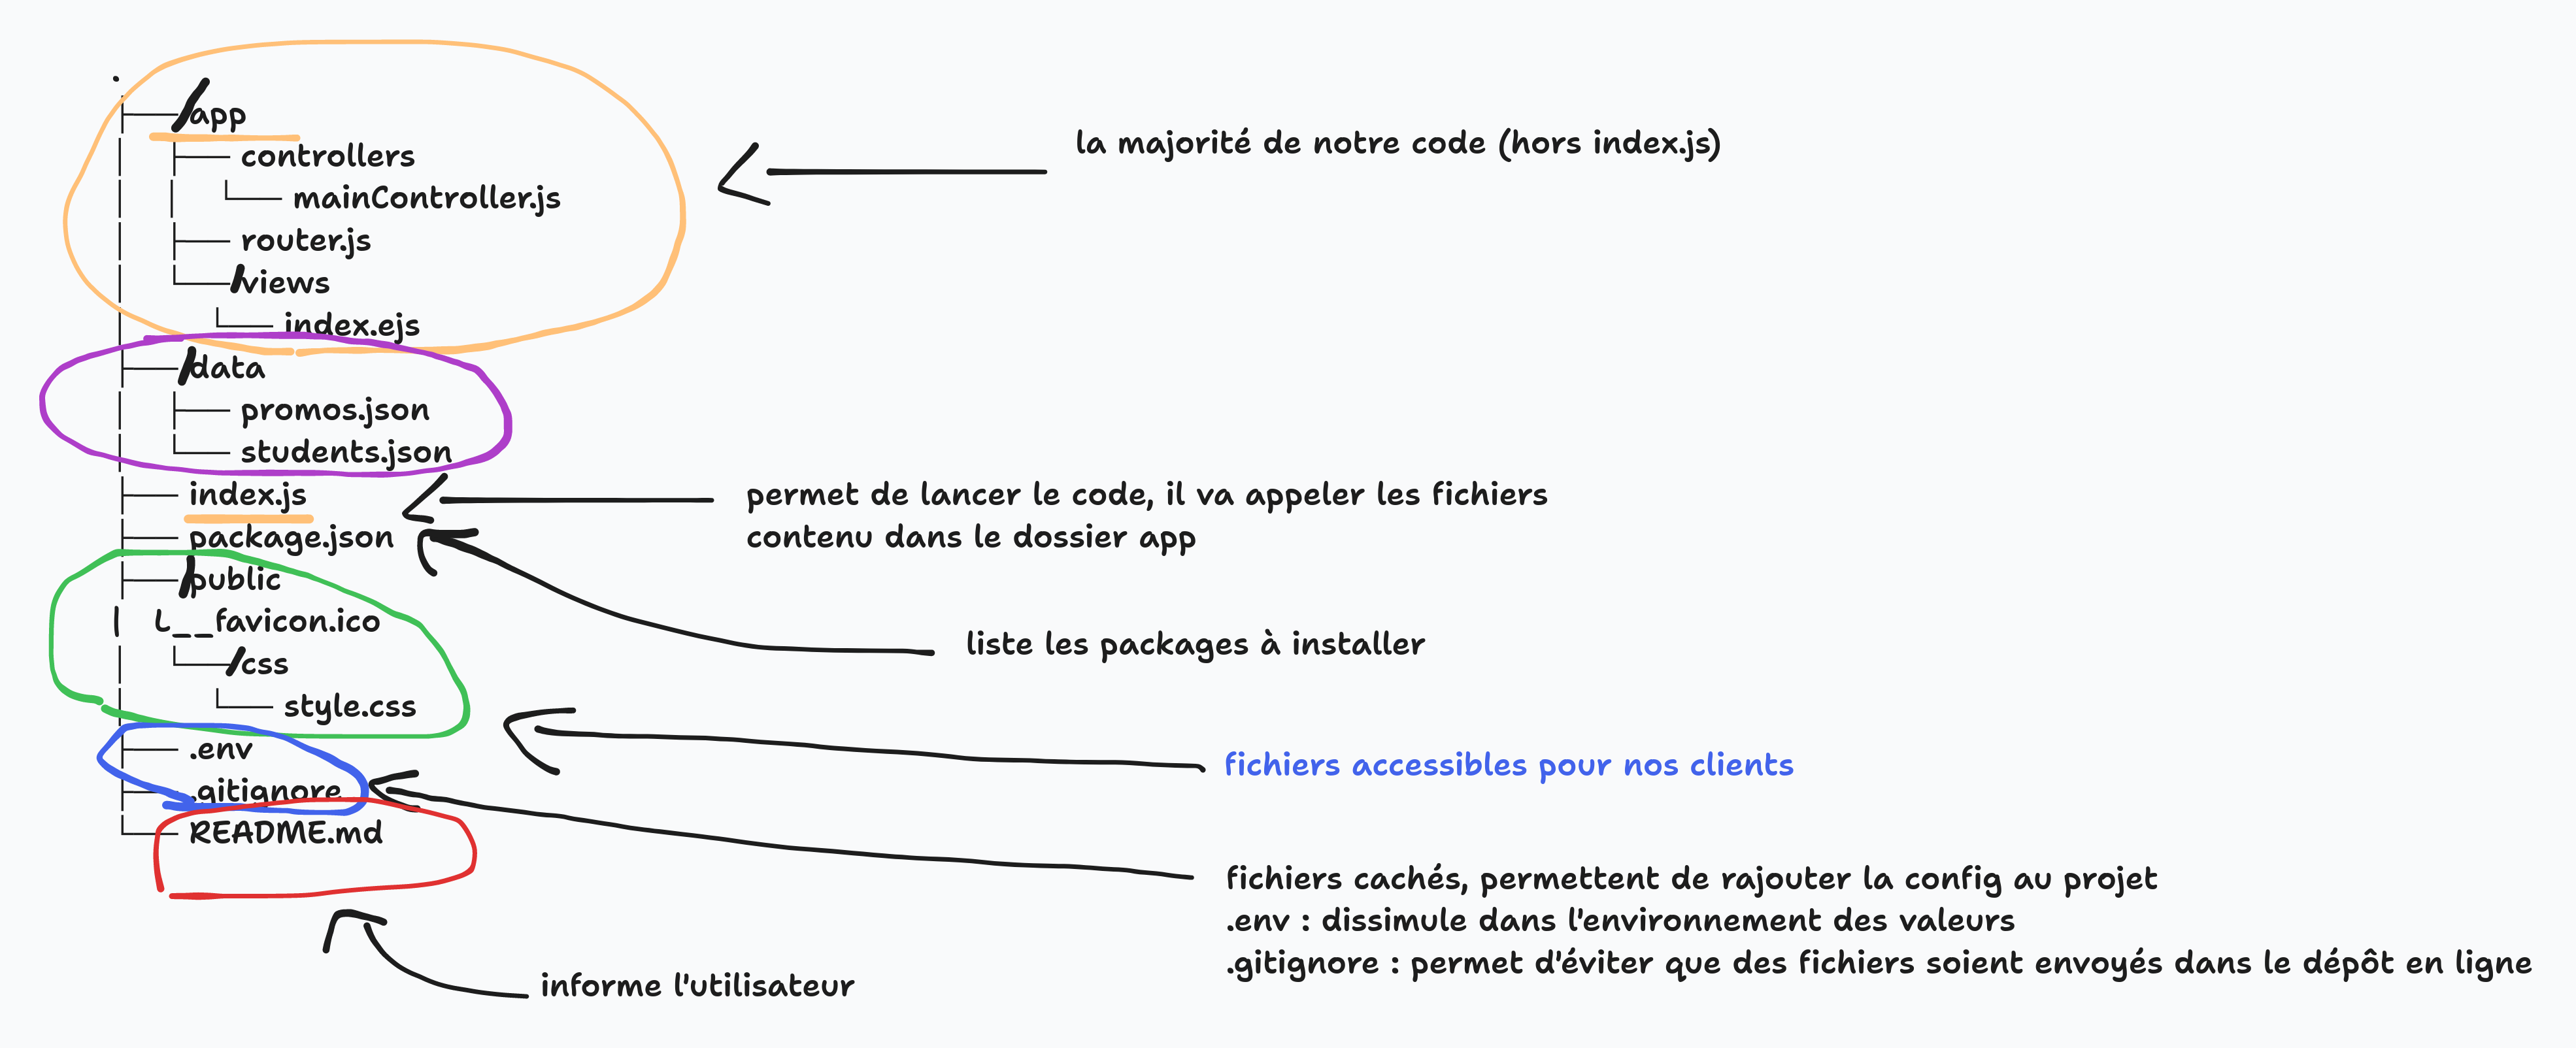 .
/app
la majorité de notre code (hors index.js)
controllers
mainController.js
router.js
/views
index.ejs
/data
promos.json
students.json
index.js
permet de lancer le code, il va appeler les fichiers
contenu dans le dossier app
package.json
/public
L__favicon.ico
liste les packages à installer
/css
style.css
.env
fichiers accessibles pour nos clients
.gitignore
README.md
fichiers cachés, permettent de rajouter la config au projet
.env : dissimule dans l'environnement des valeurs
.gitignore : permet d'éviter que des fichiers soient envoyés dans le dépôt en ligne
informe l'utilisateur